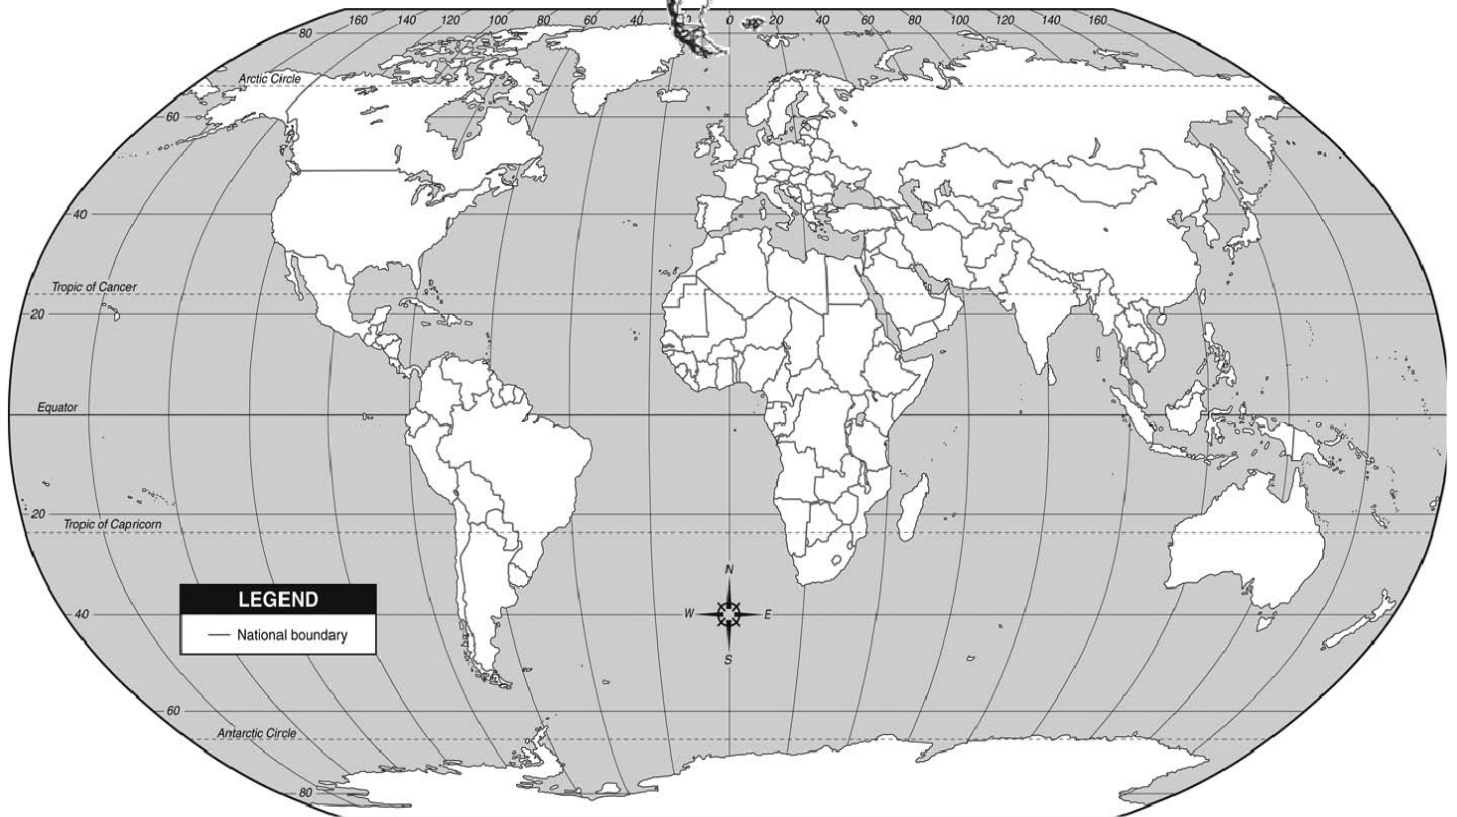 160 140 120 100 80 60 40 0 20 40 60 80 100 120 140 160
80
Arctic Circle
60
40
Tropic of Cancer
20
Equator
20
Tropic of Capricorn
N
LEGEND
W E
40
National boundary
S
60
Antarctic Circle
80